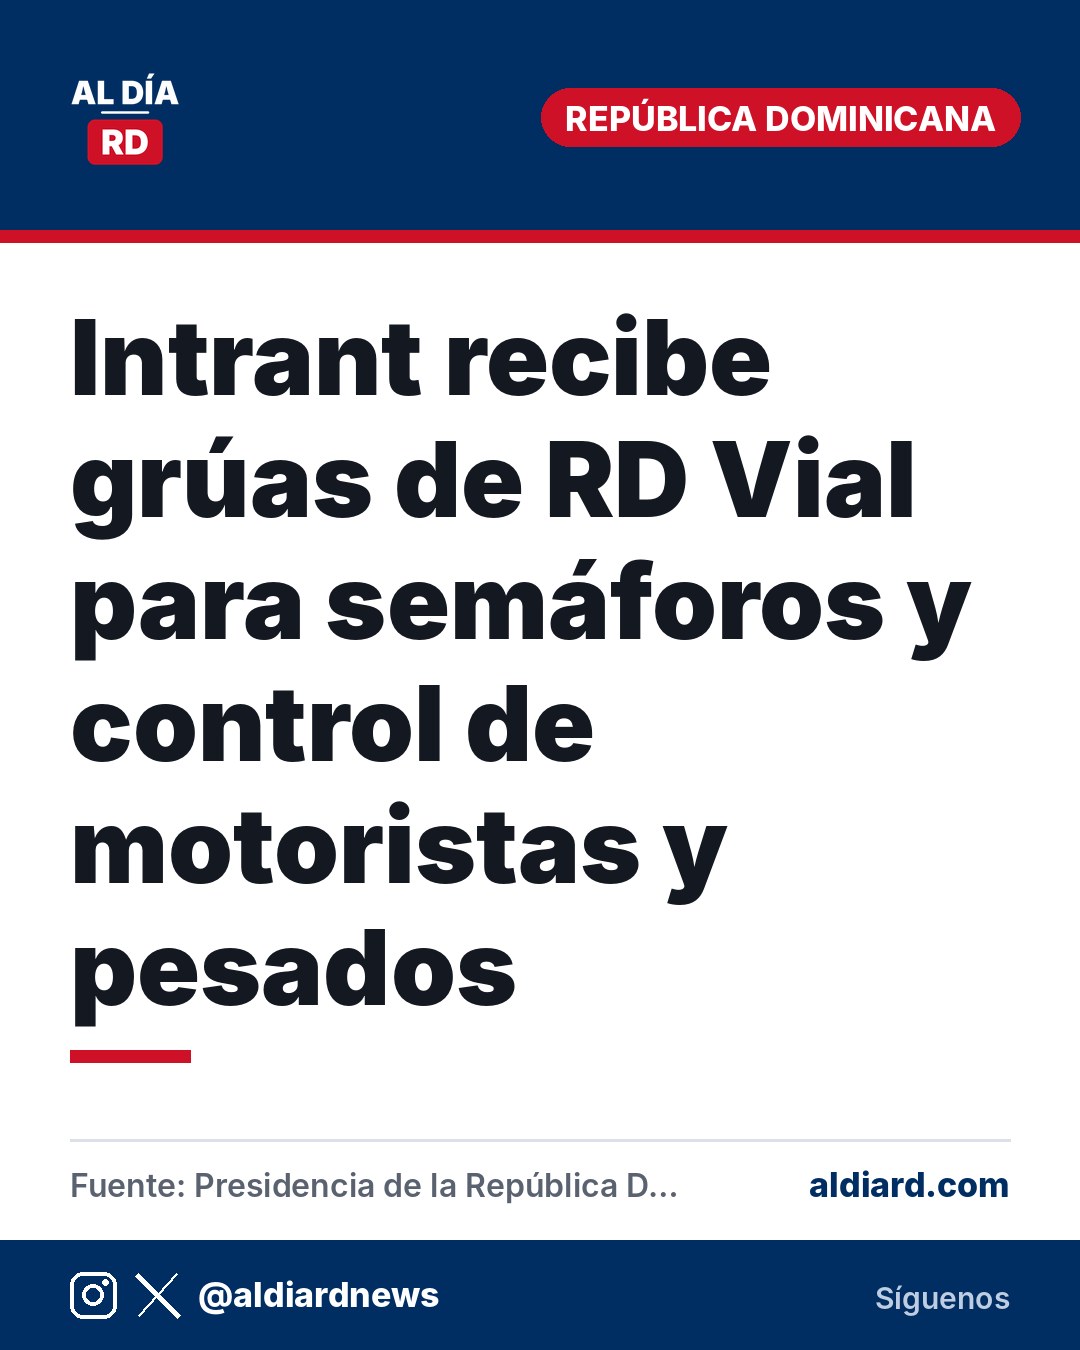 AL DÍA
RD
REPÚBLICA DOMINICANA
Intrant recibe
grúas de RD Vial
para semáforos y
control de
motoristas y
pesados
Fuente: Presidencia de la República D...
aldiard.com
@aldiardnews
Síguenos